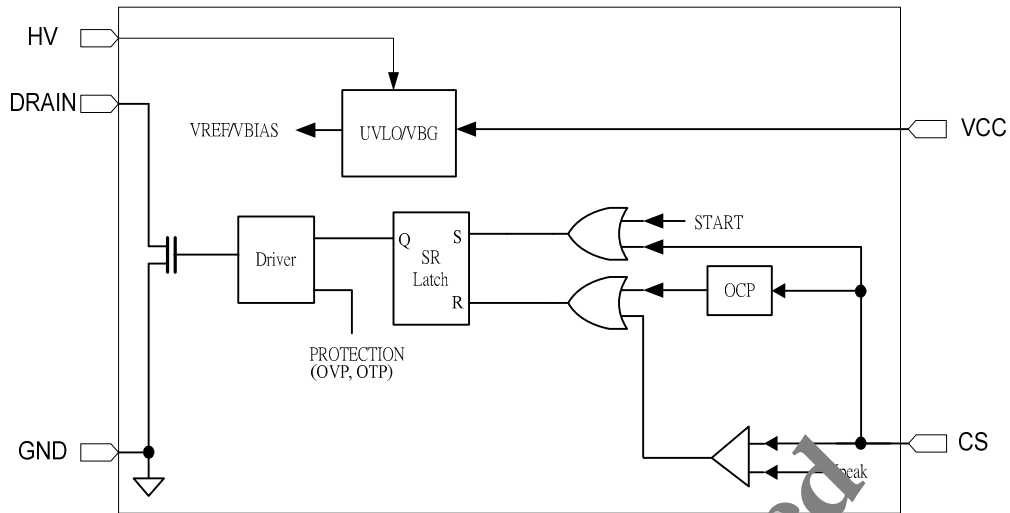 HV
DRAIN
VREF/VBIAS
UVLO/VBG
VCC
START
Driver
Q
SR
Latch
S
R
OCP
PROTECTION
(OVP, OTP)
GND
CS